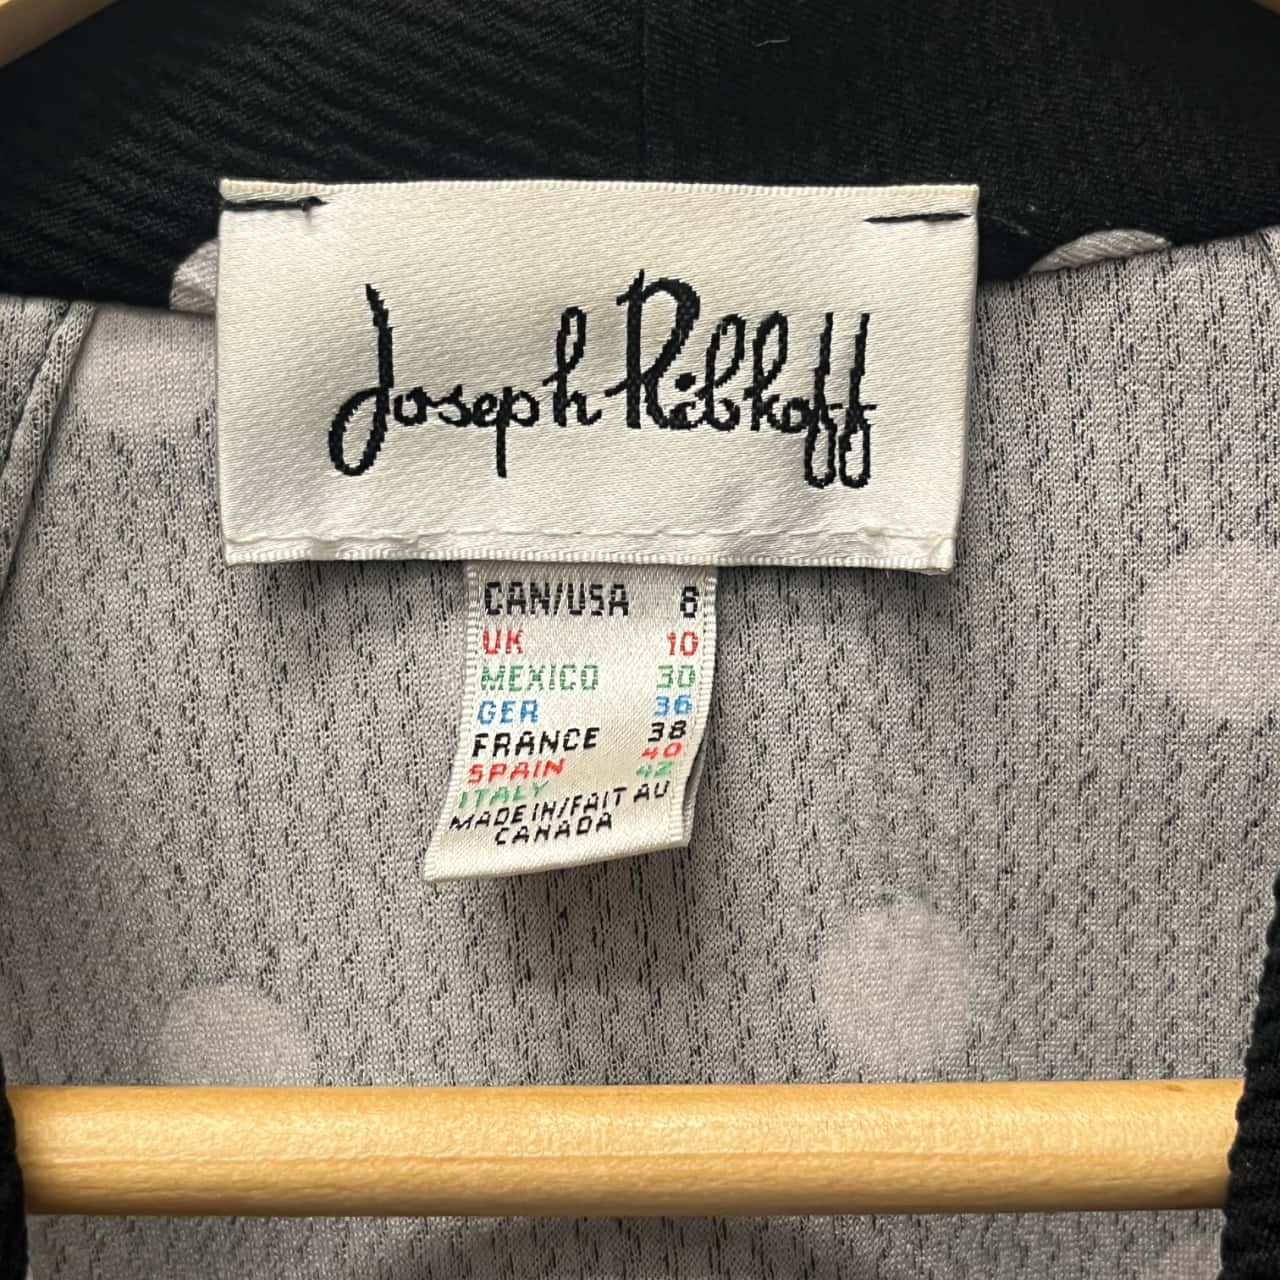 Joseph Ribkoff
CAN/USA 8
UK 10
MEXICO 30
GER 36
FRANCE 38
SPAIN 40
ITALY 42
MADE IN/FAIT AU
CANADA